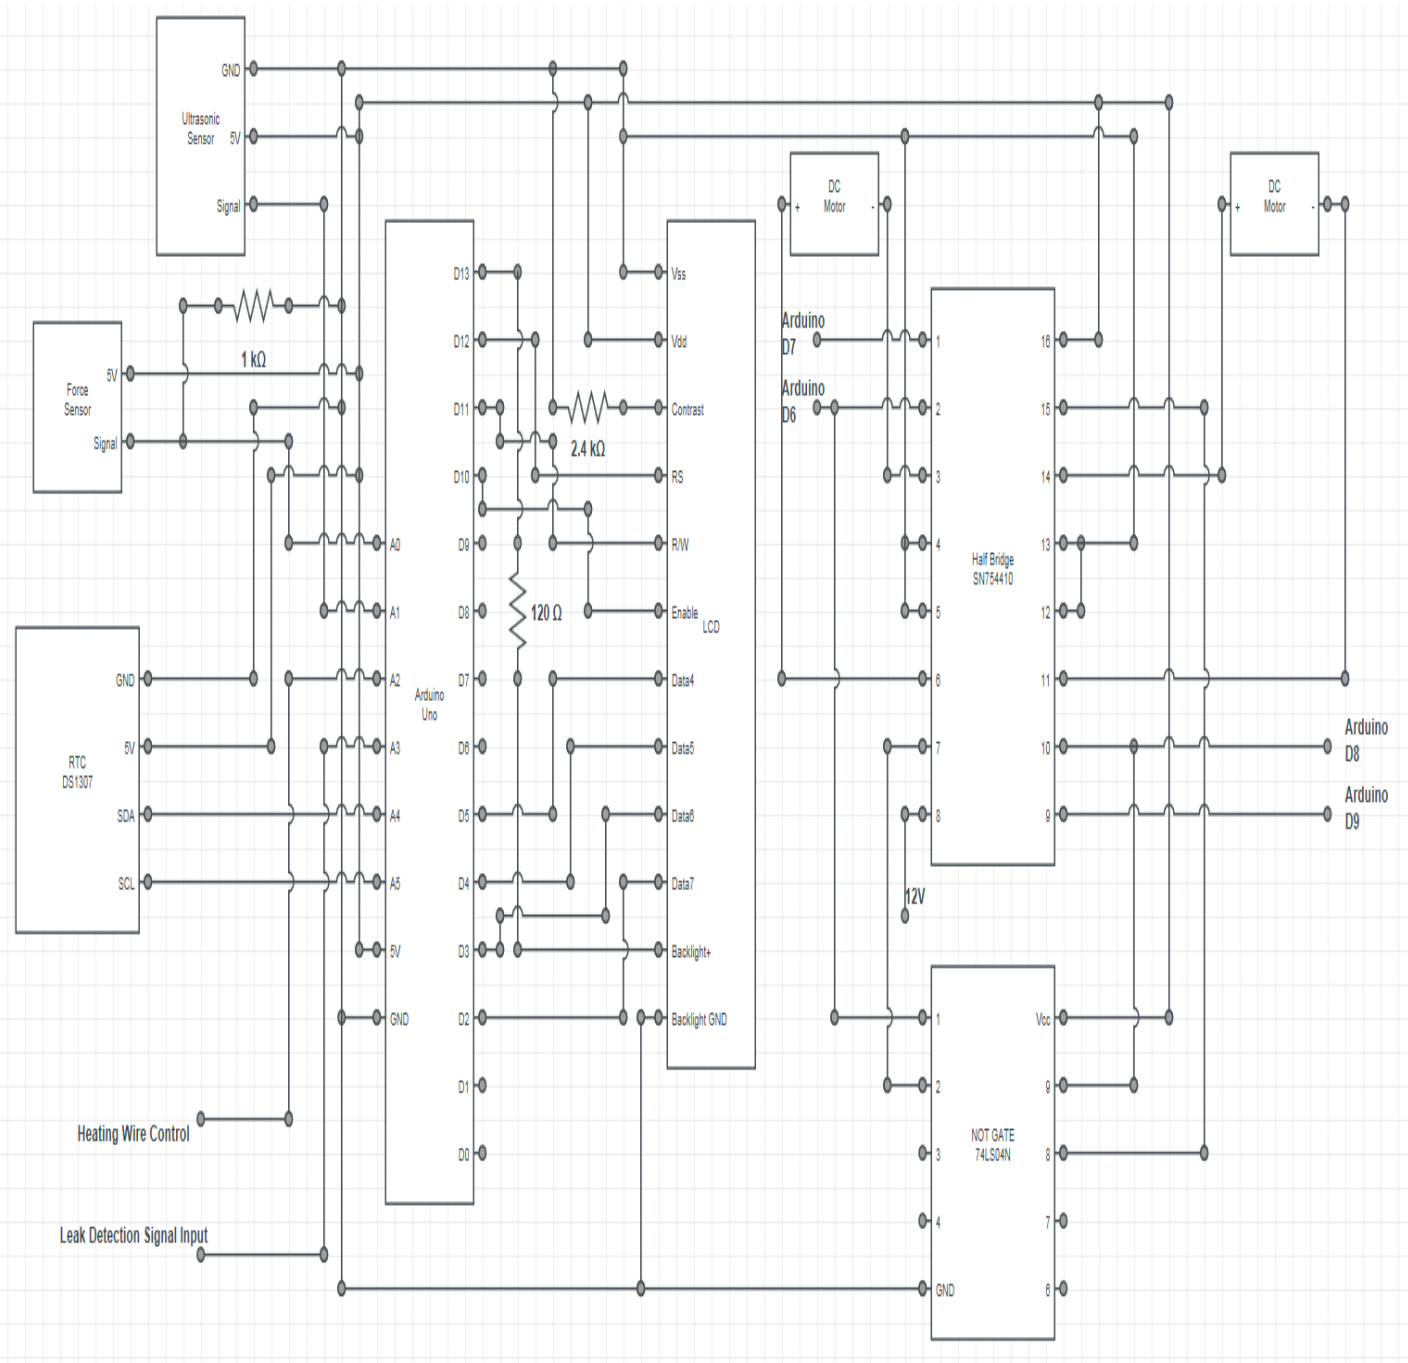 GND
Ultrasonic
Sensor
5V
Signal
1 kΩ
Force
Sensor
5V
Signal
RTC
DS1307
GND
5V
SDA
SCL
Heating Wire Control
Leak Detection Signal Input
Arduino
Uno
A0
A1
A2
A3
A4
A5
5V
GND
D13
D12
D11
D10
D9
D8
D7
D6
D5
D4
D3
D2
D1
D0
120 Ω
2.4 kΩ
LCD
Vss
Vdd
Contrast
RS
R/W
Enable
Data4
Data5
Data6
Data7
Backlight+
Backlight GND
DC
Motor
+
-
DC
Motor
+
-
Arduino
D7
Arduino
D6
Half Bridge
SN754410
1
2
3
4
5
6
7
8
16
15
14
13
12
11
10
9
12V
Arduino
D8
Arduino
D9
NOT GATE
74LS04N
1
2
3
4
GND
Vcc
9
8
7
6